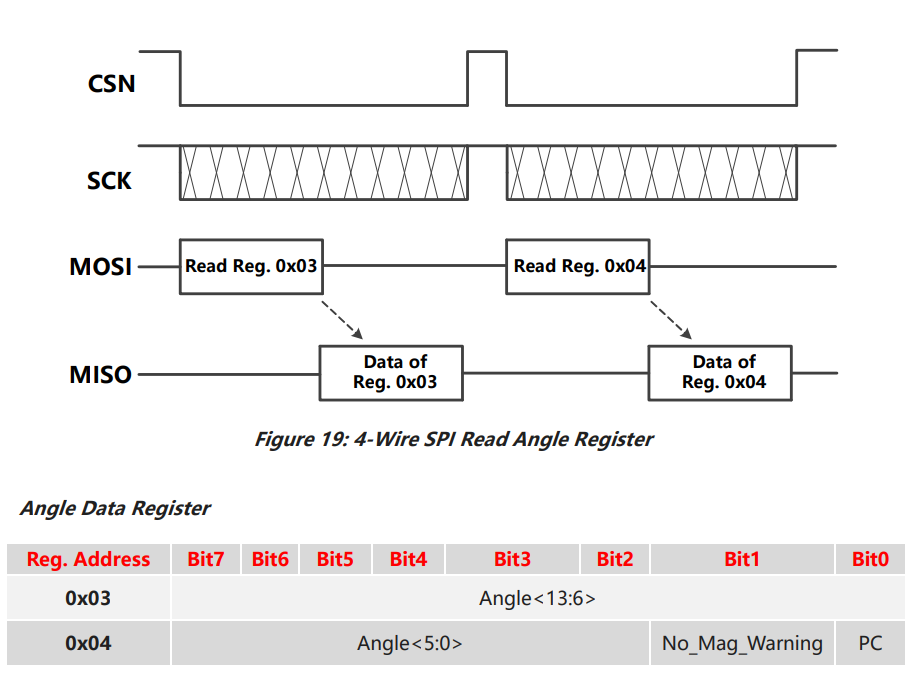 CSN
SCK
MOSI
Read Reg. 0x03
Read Reg. 0x04
MISO
Data of
Reg. 0x03
Data of
Reg. 0x04
Figure 19: 4-Wire SPI Read Angle Register
Angle Data Register
Reg. Address Bit7 Bit6 Bit5 Bit4 Bit3 Bit2 Bit1 Bit0
0x03 Angle<13:6>
0x04 Angle<5:0> No_Mag_Warning PC